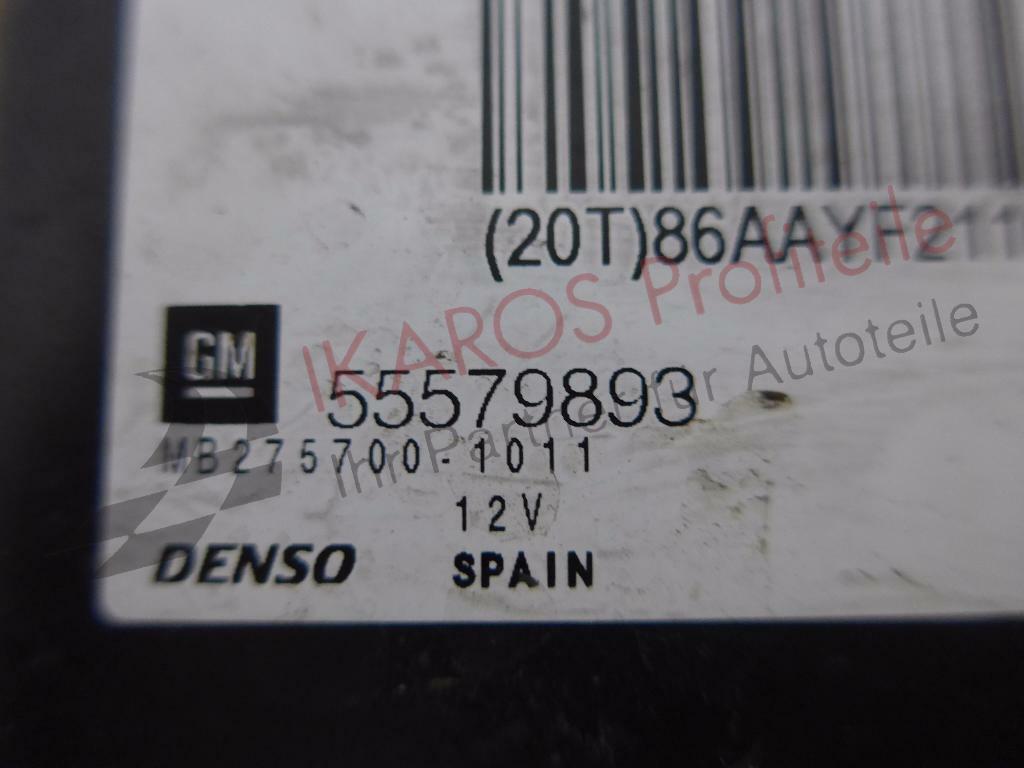 (20T)86AAYF211
GM
55579893
MB275700-1011
12V
DENSO SPAIN
IKAROS Profiteile
Ihr Partner für Autoteile